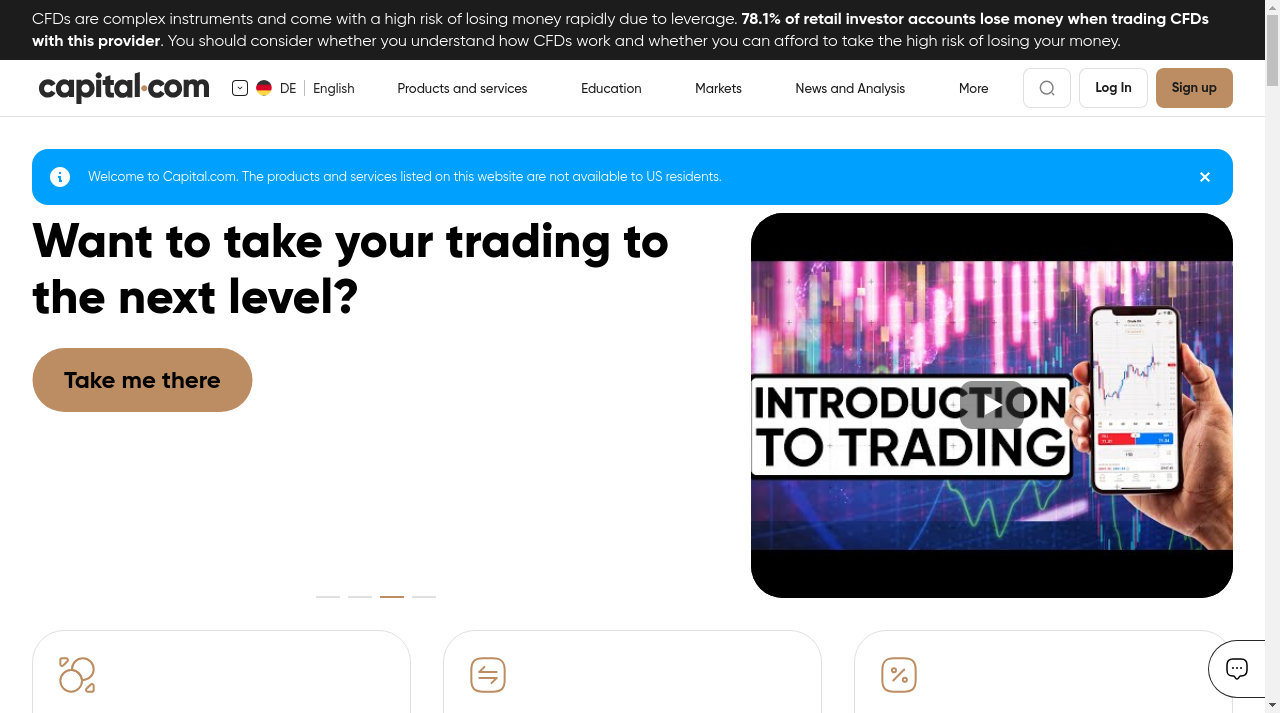 CFDs are complex instruments and come with a high risk of losing money rapidly due to leverage. 78.1% of retail investor accounts lose money when trading CFDs
with this provider. You should consider whether you understand how CFDs work and whether you can afford to take the high risk of losing your money.
capital.com
DE
English
Products and services
Education
Markets
News and Analysis
More
Log In
Sign up
Welcome to Capital.com. The products and services listed on this website are not available to US residents.
Want to take your trading to
the next level?
Take me there
INTRODUCTION
TO TRADING